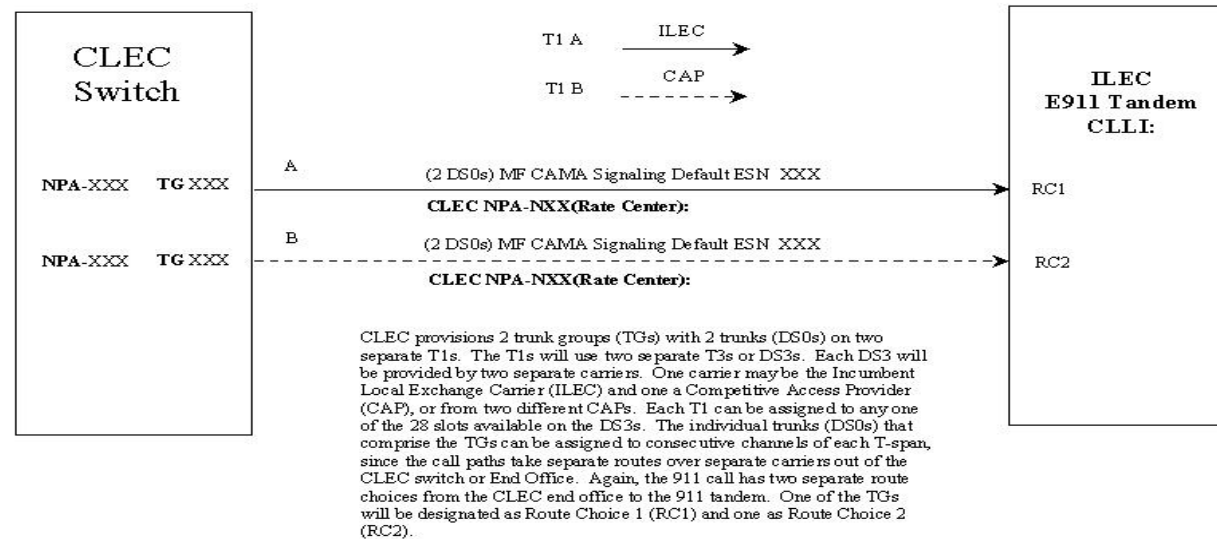 CLEC
Switch
T1 A
ILEC
T1 B
CAP
ILEC
E911 Tandem
CLLI:
A
NPA-XXX TG XXX
(2 DS0s) MF CAMA Signaling Default ESN XXX
RC1
CLEC NPA-NXX(Rate Center):
B
NPA-XXX TG XXX
(2 DS0s) MF CAMA Signaling Default ESN XXX
RC2
CLEC NPA-NXX(Rate Center):
CLEC provisions 2 trunk groups (TGs) with 2 trunks (DS0s) on two
separate T1s. The T1s will use two separate T3s or DS3s. Each DS3 will
be provided by two separate carriers. One carrier may be the Incumbent
Local Exchange Carrier (ILEC) and one a Competitive Access Provider
(CAP), or from two different CAPs. Each T1 can be assigned to any one
of the 28 slots available on the DS3s. The individual trunks (DS0s) that
comprise the TGs can be assigned to consecutive channels of each T-span,
since the call paths take separate routes over separate carriers out of the
CLEC switch or End Office. Again, the 911 call has two separate route
choices from the CLEC end office to the 911 tandem. One of the TGs
will be designated as Route Choice 1 (RC1) and one as Route Choice 2
(RC2).